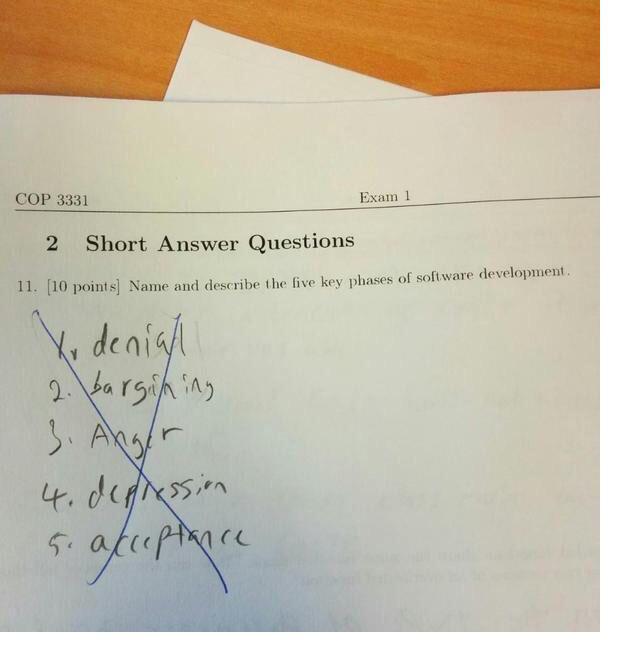 COP 3331 Exam 1
2 Short Answer Questions
11. [10 points] Name and describe the five key phases of software development.
1. denial
2. bargining
3. Anger
4. depression
5. acceptance